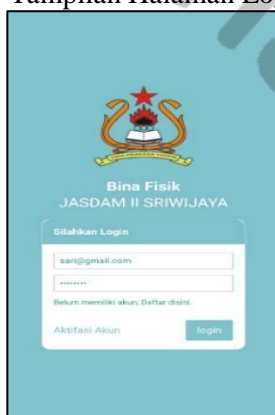 Tampilan Halaman Log
Bina Fisik
JASDAM II SRIWIJAYA
Silahkan Login
sari@gmail.com
********
Belum memiliki akun, Daftar disini.
Aktifasi Akun
login